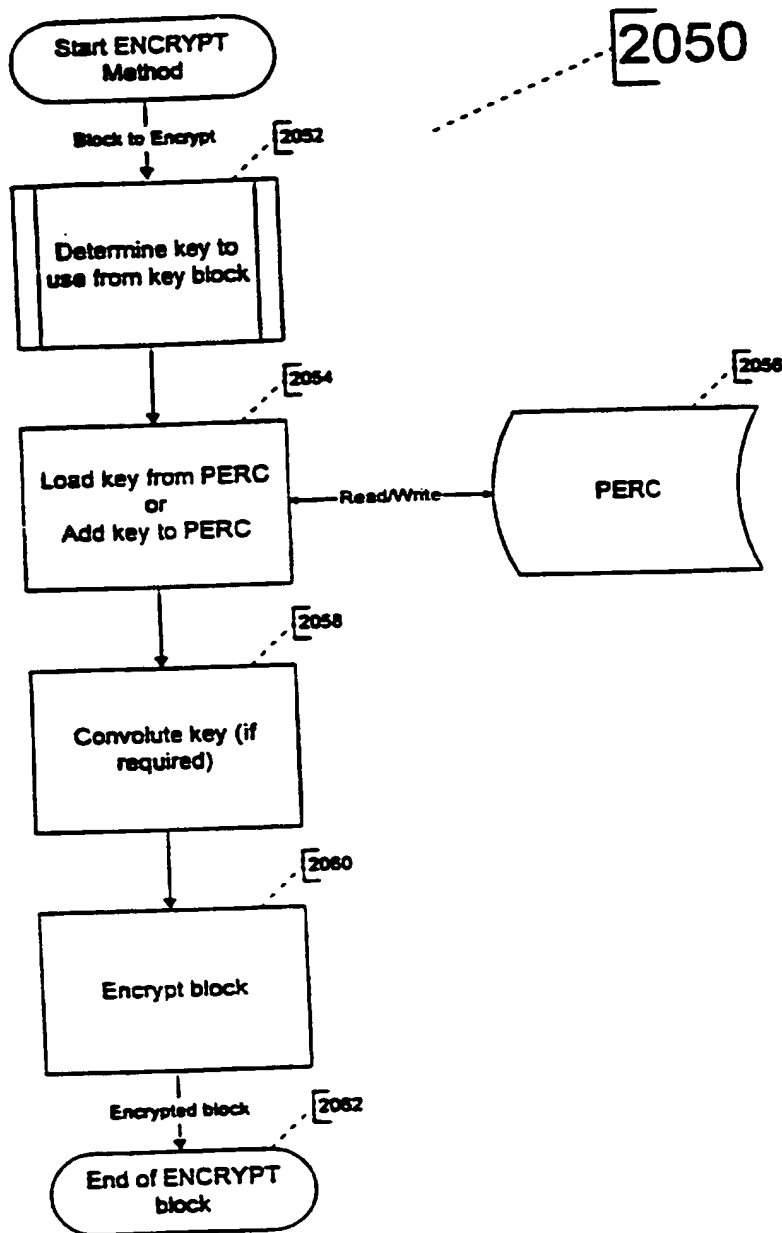 Start ENCRYPT
Method
2050
Block to Encrypt
2052
Determine key to
use from key block
2054
2056
Load key from PERC
or
Add key to PERC
Read/Write
PERC
2058
Convolute key (if
required)
2060
Encrypt block
Encrypted block
2062
End of ENCRYPT
block